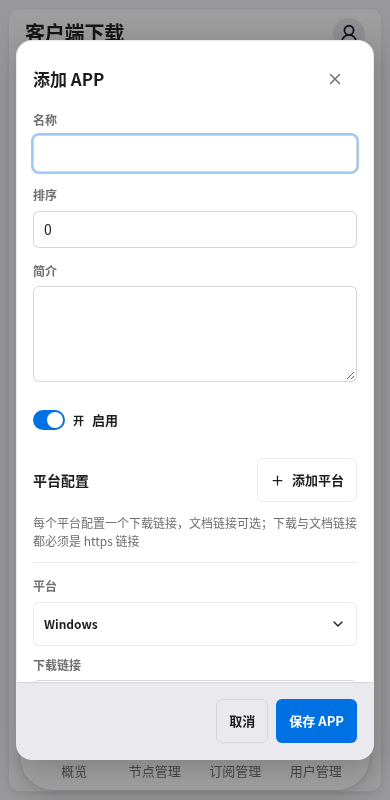 客户端下载
添加 APP
名称
排序
0
简介
开 启用
平台配置
添加平台
每个平台配置一个下载链接，文档链接可选；下载与文档链接
都必须是 https 链接
平台
Windows
下载链接
取消
保存 APP
概览
节点管理
订阅管理
用户管理